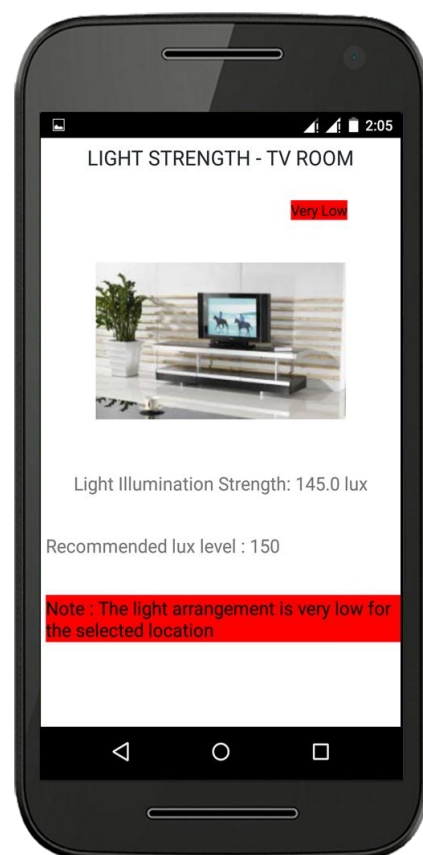 2:05
LIGHT STRENGTH - TV ROOM
Very Low
Light Illumination Strength: 145.0 lux
Recommended lux level : 150
Note : The light arrangement is very low for
the selected location